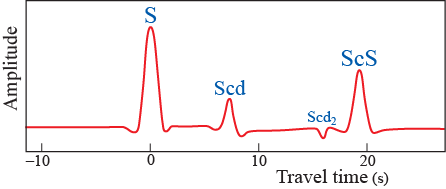 S
ScS
Scd
Scd2
Amplitude
−10
0
10
20
Travel time (s)